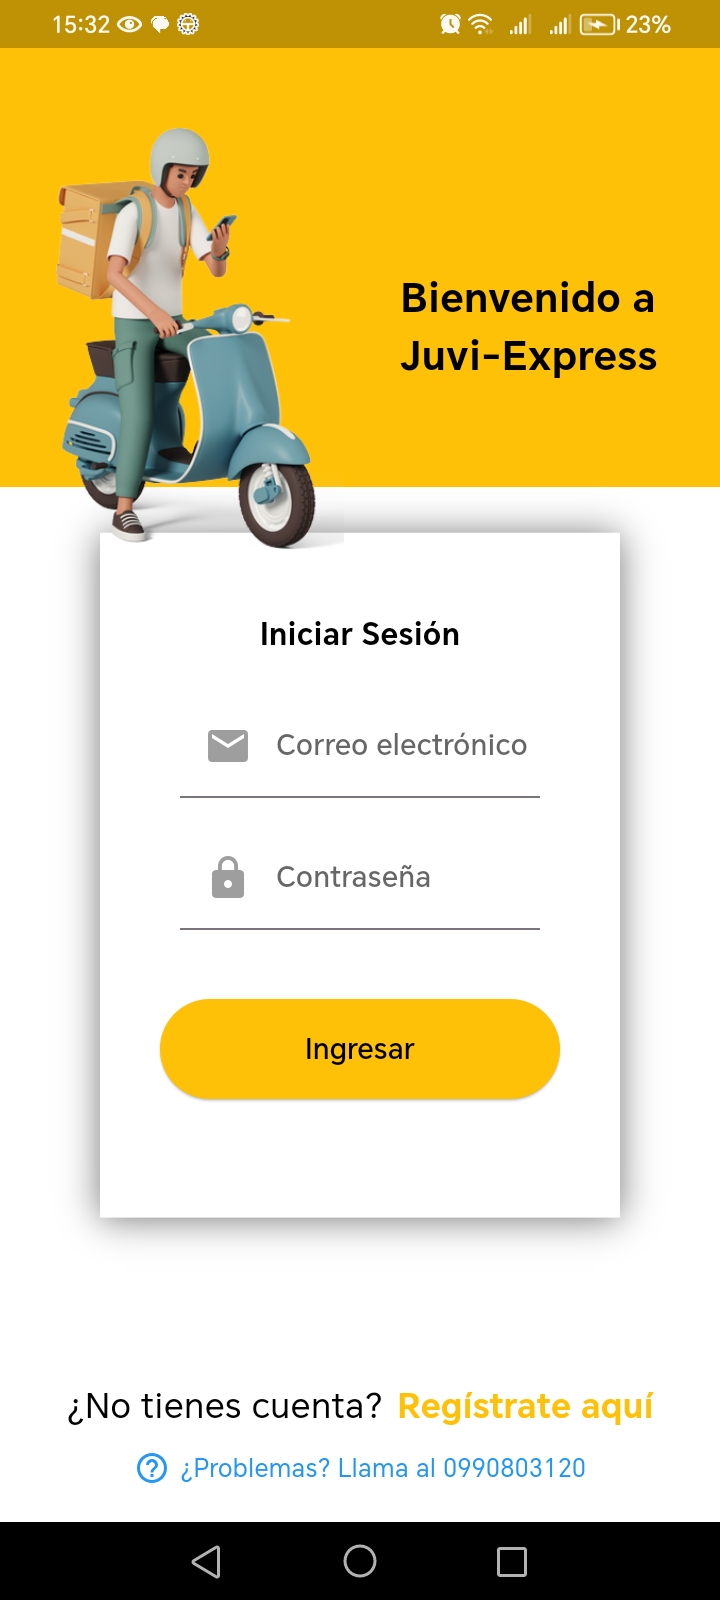 15:32
23%
Bienvenido a
Juvi-Express
Iniciar Sesión
Correo electrónico
Contraseña
Ingresar
¿No tienes cuenta? Regístrate aquí
¿Problemas? Llama al 0990803120